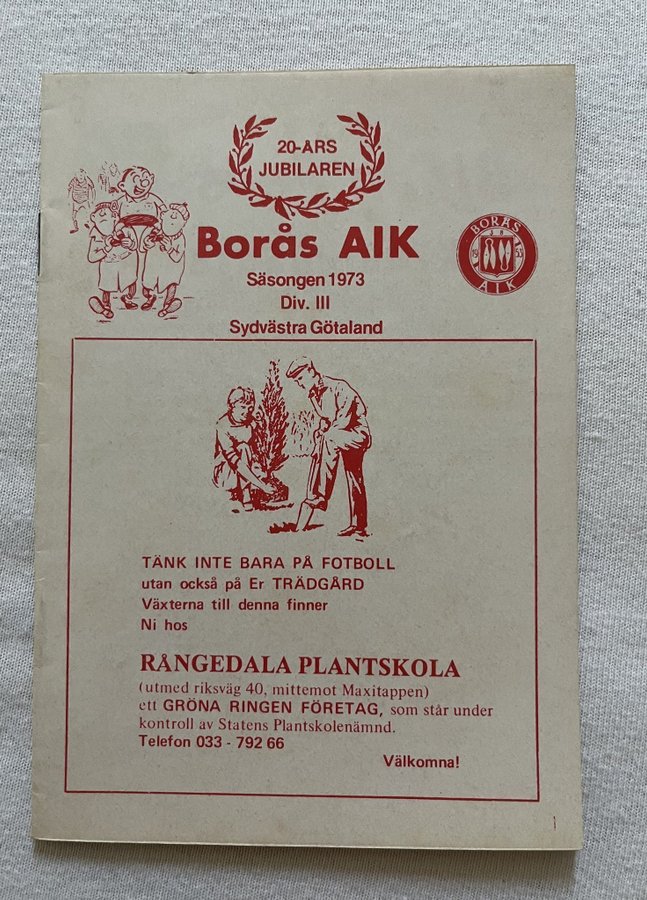 20-ÅRS
JUBILAREN
Borås AIK
Säsongen 1973
Div. III
Sydvästra Götaland
BORÅS
AIK
TÄNK INTE BARA PÅ FOTBOLL
utan också på Er TRÄDGÅRD
Växterna till denna finner
Ni hos
RÅNGEDALA PLANTSKOLA
(utmed riksväg 40, mittemot Maxitappen)
ett GRÖNA RINGEN FÖRETAG, som står under
kontroll av Statens Plantskolenämnd.
Telefon 033 - 792 66
Välkomna!